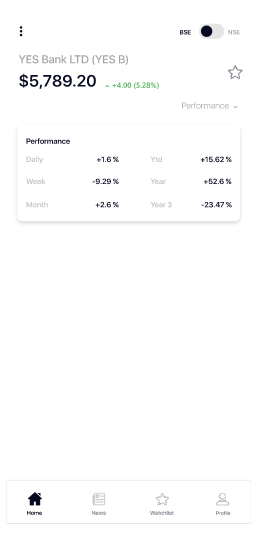 BSE NSE
YES Bank LTD (YES B)
$5,789.20 +4.00 (5.28%)
Performance
Performance
Daily +1.6 % Ytd +15.62 %
Week -9.29 % Year +52.6 %
Month +2.6 % Year 3 -23.47 %
Home News Watchlist Profile